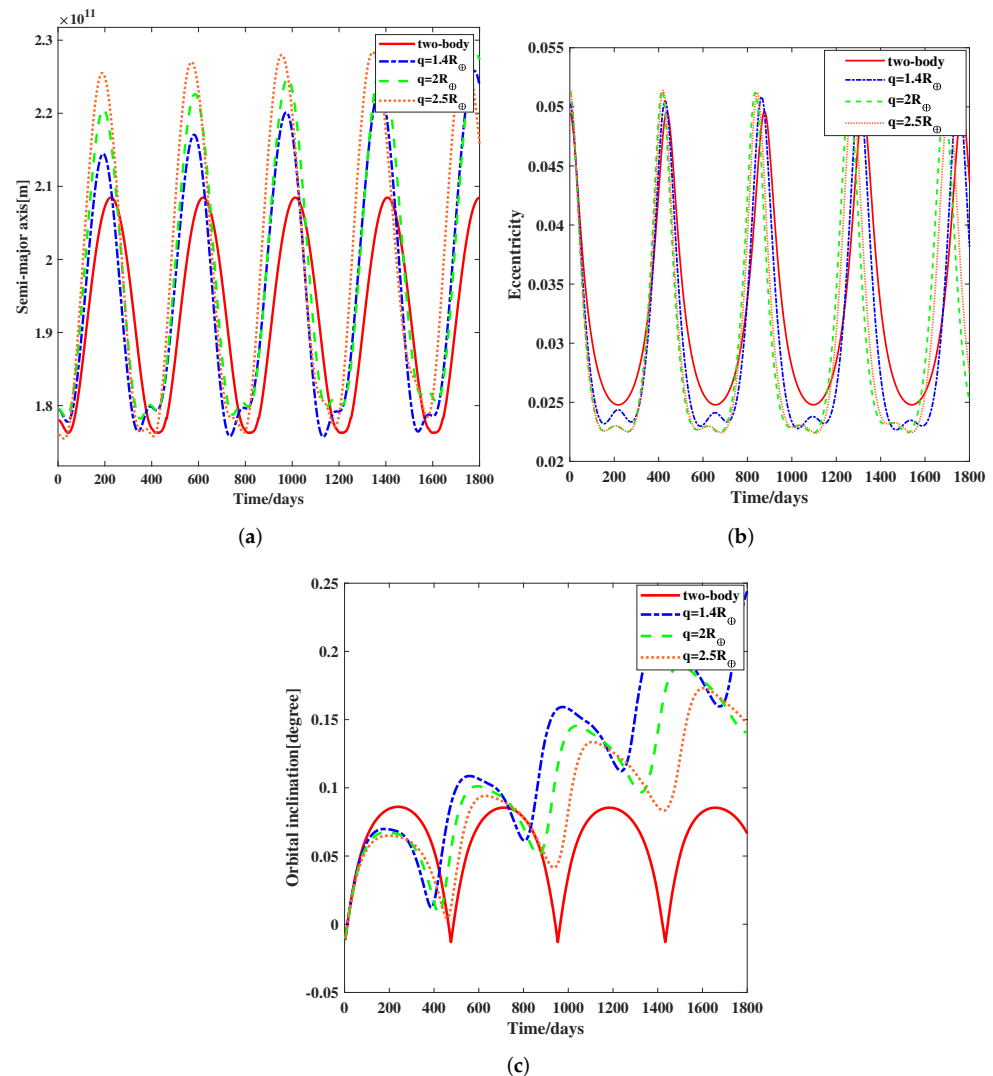 ×10¹¹
2.3
2.2
2.1
2
1.9
1.8
Semi-major axis[m]
0 200 400 600 800 1000 1200 1400 1600 1800
Time/days
two-body
q=1.4R⊕
q=2R⊕
q=2.5R⊕
(a)
0.055
0.05
0.045
0.04
0.035
0.03
0.025
0.02
Eccentricity
0 200 400 600 800 1000 1200 1400 1600 1800
Time/days
two-body
q=1.4R⊕
q=2R⊕
q=2.5R⊕
(b)
0.25
0.2
0.15
0.1
0.05
0
-0.05
Orbital inclination[degree]
0 200 400 600 800 1000 1200 1400 1600 1800
Time/days
two-body
q=1.4R⊕
q=2R⊕
q=2.5R⊕
(c)